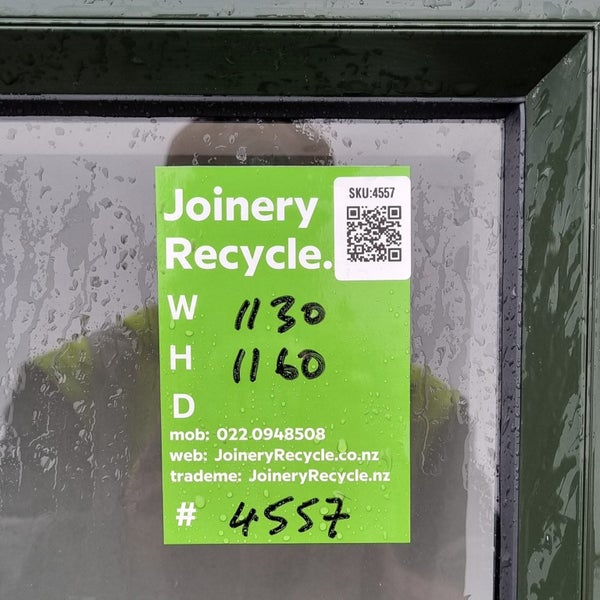 Joinery
Recycle.
SKU:4557
W 1130
H 1160
D
mob: 022 0948508
web: JoineryRecycle.co.nz
trademe: JoineryRecycle.nz
# 4557